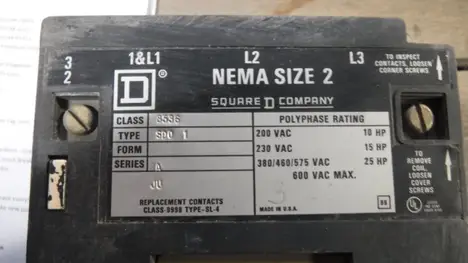 3
2
1&L1
L2
L3
TO INSPECT
CONTACTS, LOOSEN
CORNER SCREWS
D
®
NEMA SIZE 2
SQUARE D COMPANY
CLASS 8536
TYPE SDO 1
FORM
SERIES A
JU
POLYPHASE RATING
200 VAC 10 HP
230 VAC 15 HP
380/460/575 VAC 25 HP
600 VAC MAX.
REPLACEMENT CONTACTS
CLASS-9998 TYPE-SL-4
MADE IN U.S.A.
TO
REMOVE
COIL,
LOOSEN
COVER
SCREWS
UL